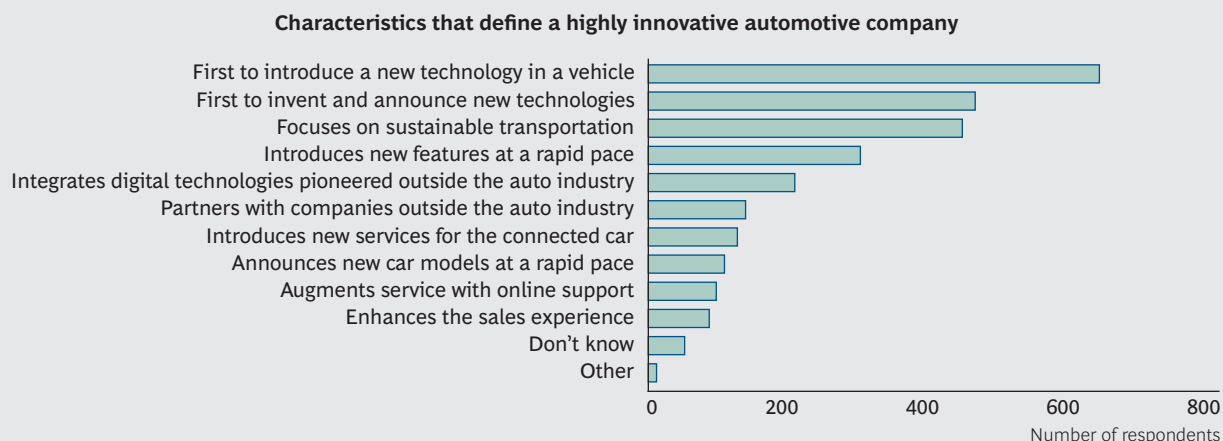 Characteristics that define a highly innovative automotive company
First to introduce a new technology in a vehicle
First to invent and announce new technologies
Focuses on sustainable transportation
Introduces new features at a rapid pace
Integrates digital technologies pioneered outside the auto industry
Partners with companies outside the auto industry
Introduces new services for the connected car
Announces new car models at a rapid pace
Augments service with online support
Enhances the sales experience
Don’t know
Other
0 200 400 600 800
Number of respondents